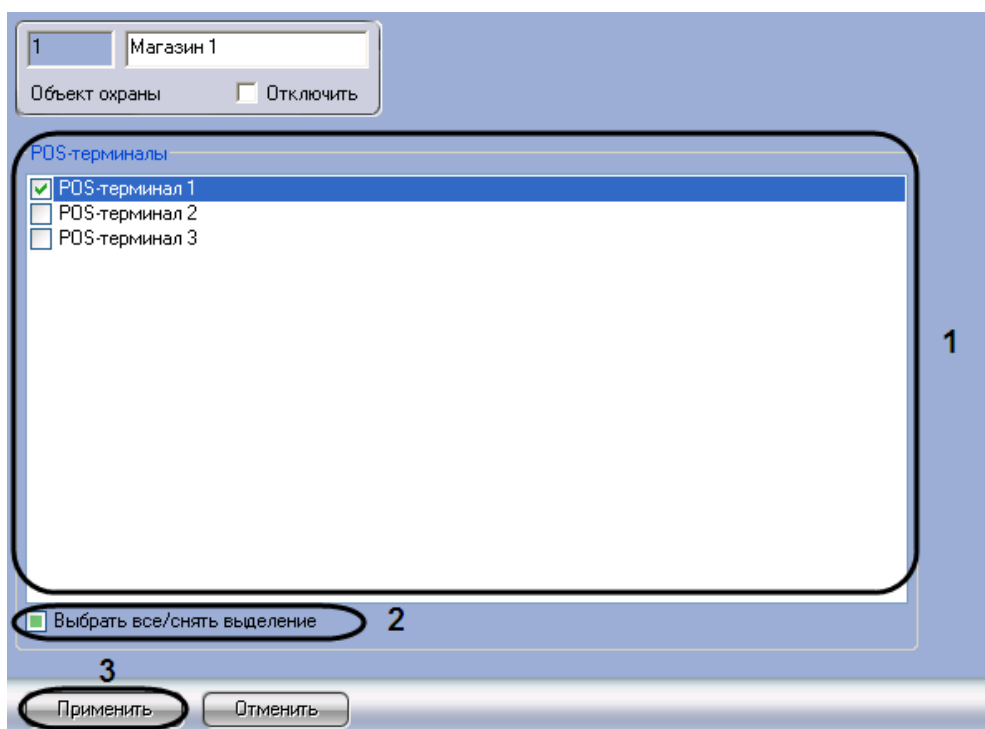 1 Магазин 1
Объект охраны Отключить
POS-терминалы
POS-терминал 1
POS-терминал 2
POS-терминал 3
1
Выбрать все/снять выделение 2
3
Применить Отменить